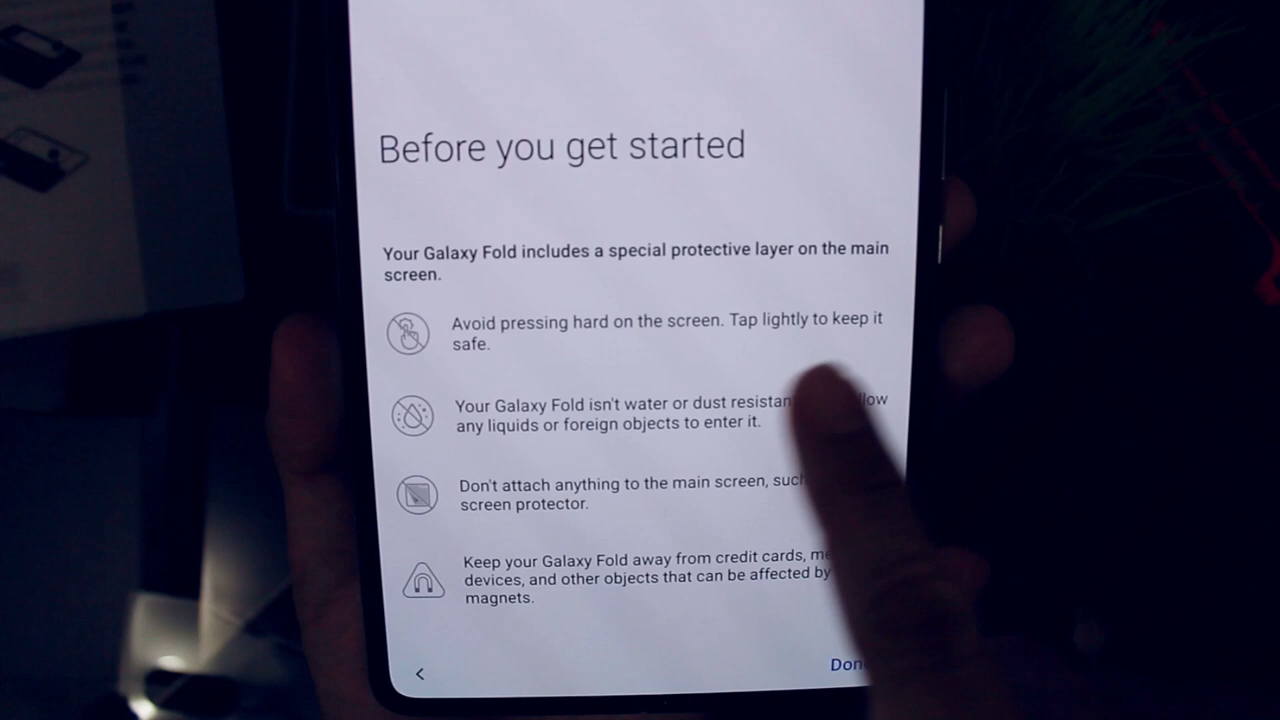 Before you get started
Your Galaxy Fold includes a special protective layer on the main
screen.
Avoid pressing hard on the screen. Tap lightly to keep it
safe.
Your Galaxy Fold isn't water or dust
any liquids or foreign objects to enter it.
Don't attach anything to the main screen,
screen protector.
Keep your Galaxy Fold away from credit cards,
devices, and other objects that can be affected by
magnets.